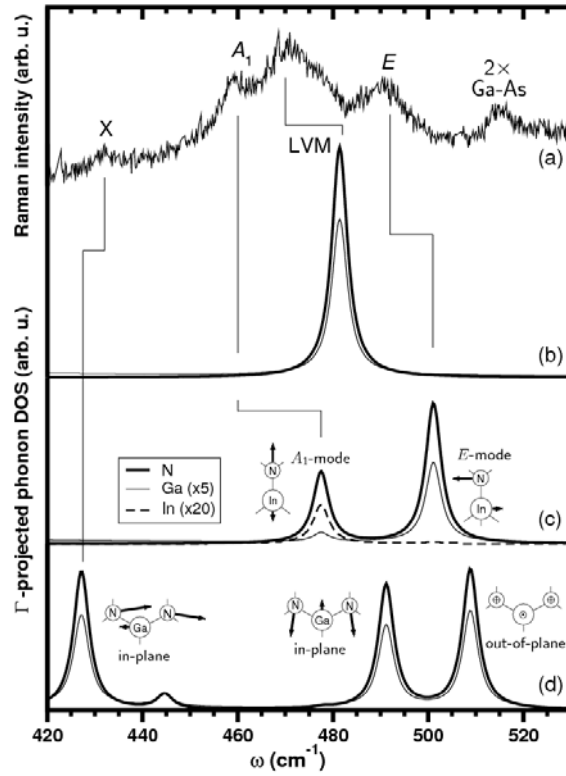 Raman intensity (arb. u.)
X
A1
E
2×
Ga-As
LVM
(a)
(b)
Γ-projected phonon DOS (arb. u.)
N
Ga (x5)
In (x20)
A1-mode
N
In
E-mode
N
In
(c)
N
N
Ga
in-plane
N
N
Ga
in-plane
out-of-plane
(d)
420 440 460 480 500 520
ω (cm⁻¹)